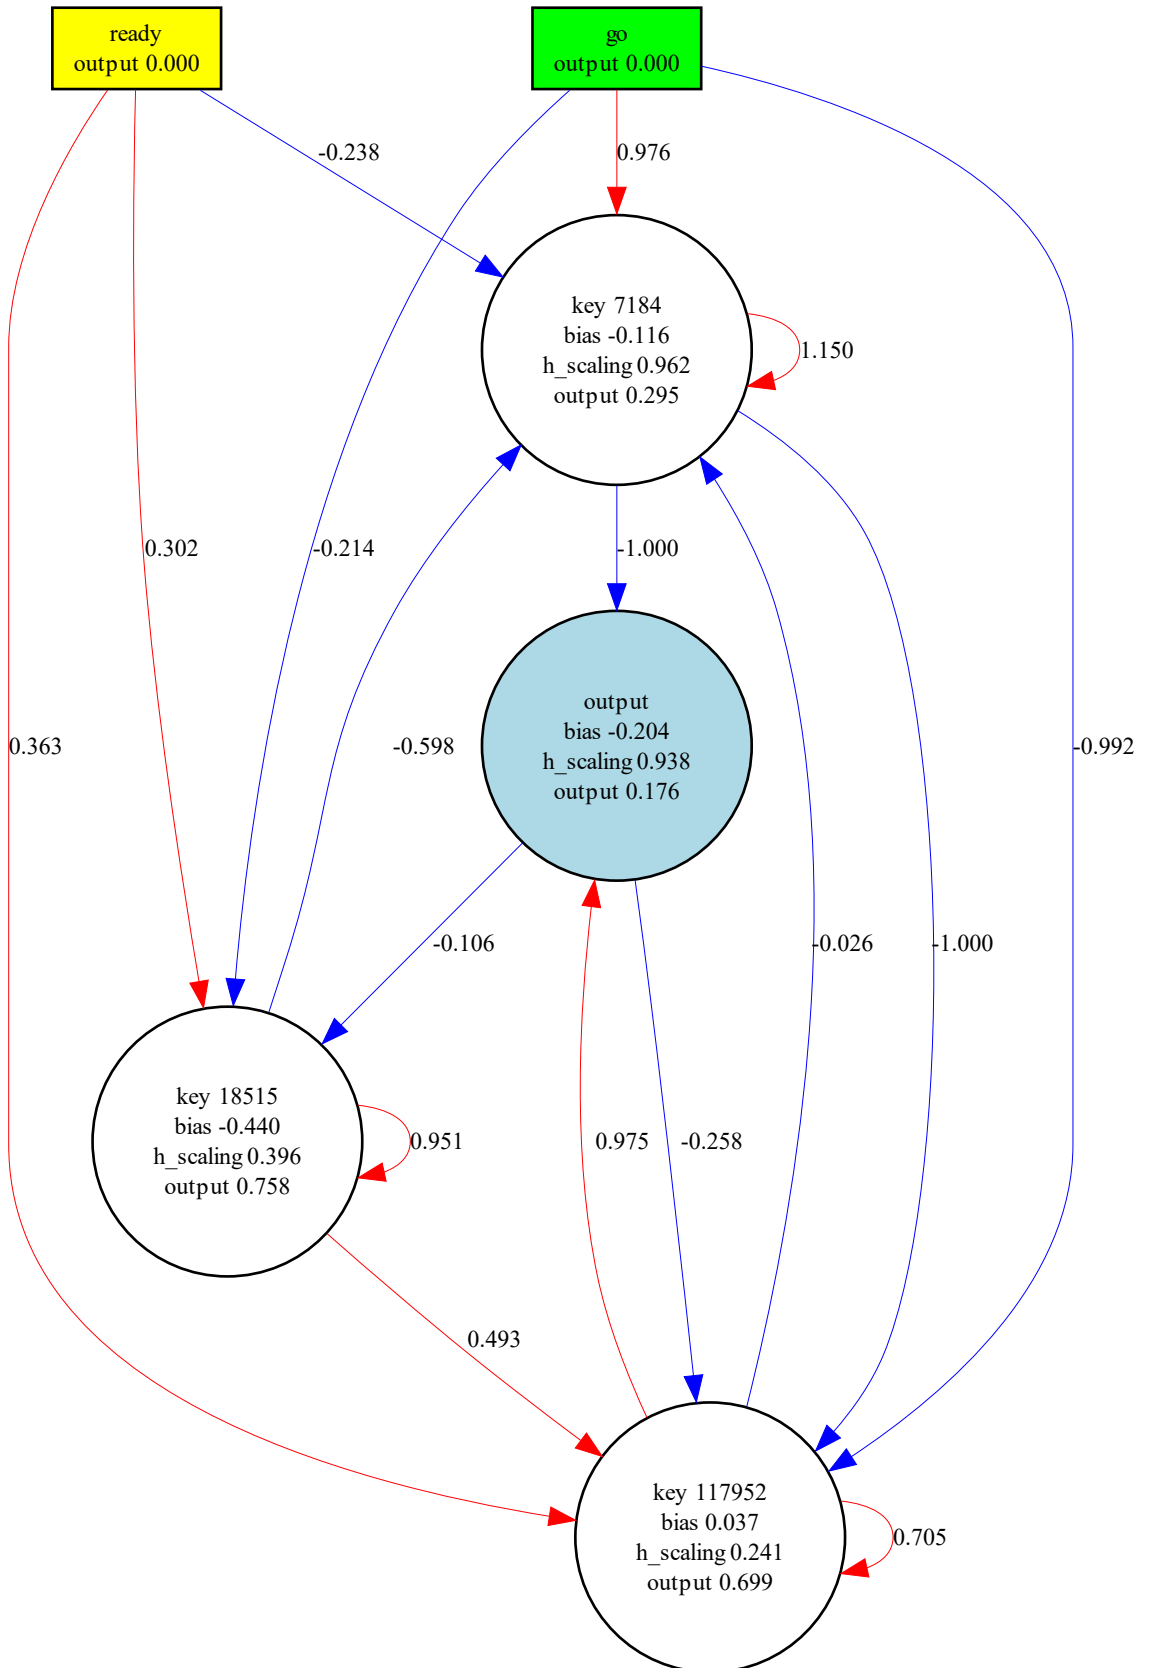 ready
output 0.000
go
output 0.000
-0.238
0.976
key 7184
bias -0.116
h_scaling 0.962
output 0.295
1.150
0.302
-0.214
-1.000
output
bias -0.204
h_scaling 0.938
output 0.176
0.363
-0.598
-0.992
-0.106
-0.026
-1.000
key 18515
bias -0.440
h_scaling 0.396
output 0.758
0.951
0.975
-0.258
0.493
key 117952
bias 0.037
h_scaling 0.241
output 0.699
0.705